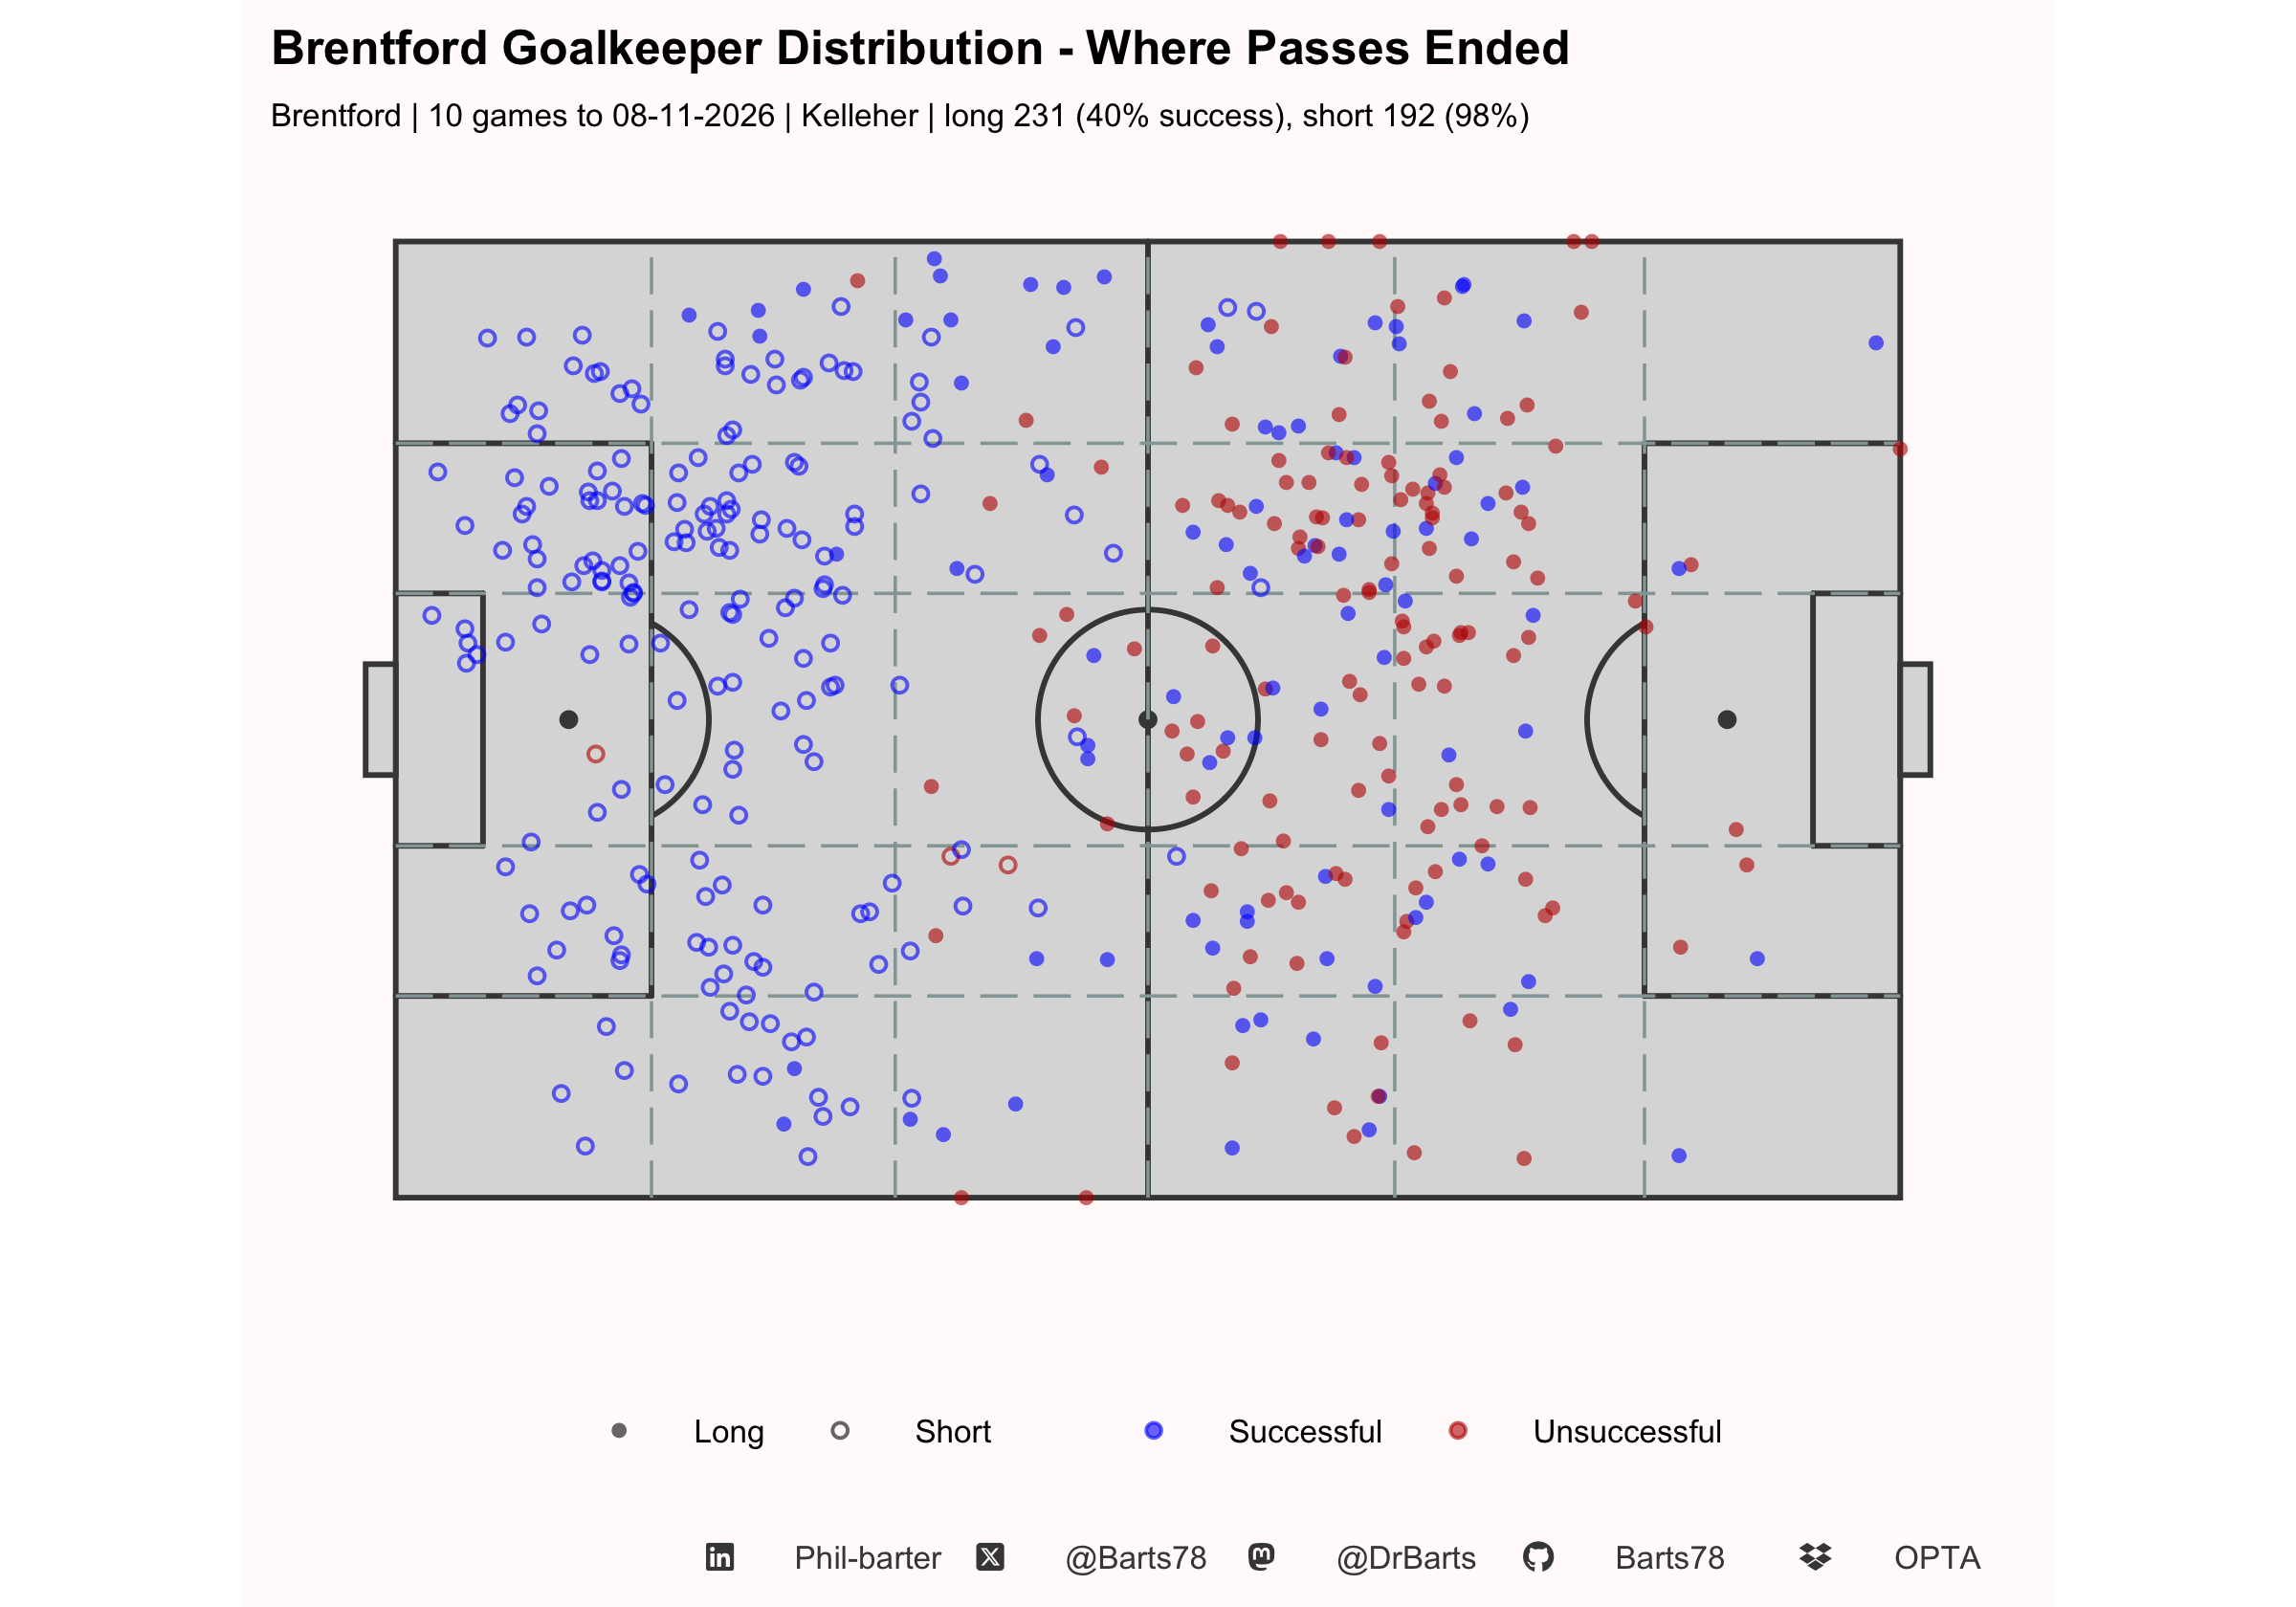 Brentford Goalkeeper Distribution - Where Passes Ended
Brentford | 10 games to 08-11-2026 | Kelleher | long 231 (40% success), short 192 (98%)
Long Short Successful Unsuccessful
Phil-barter @Barts78 @DrBarts Barts78 OPTA